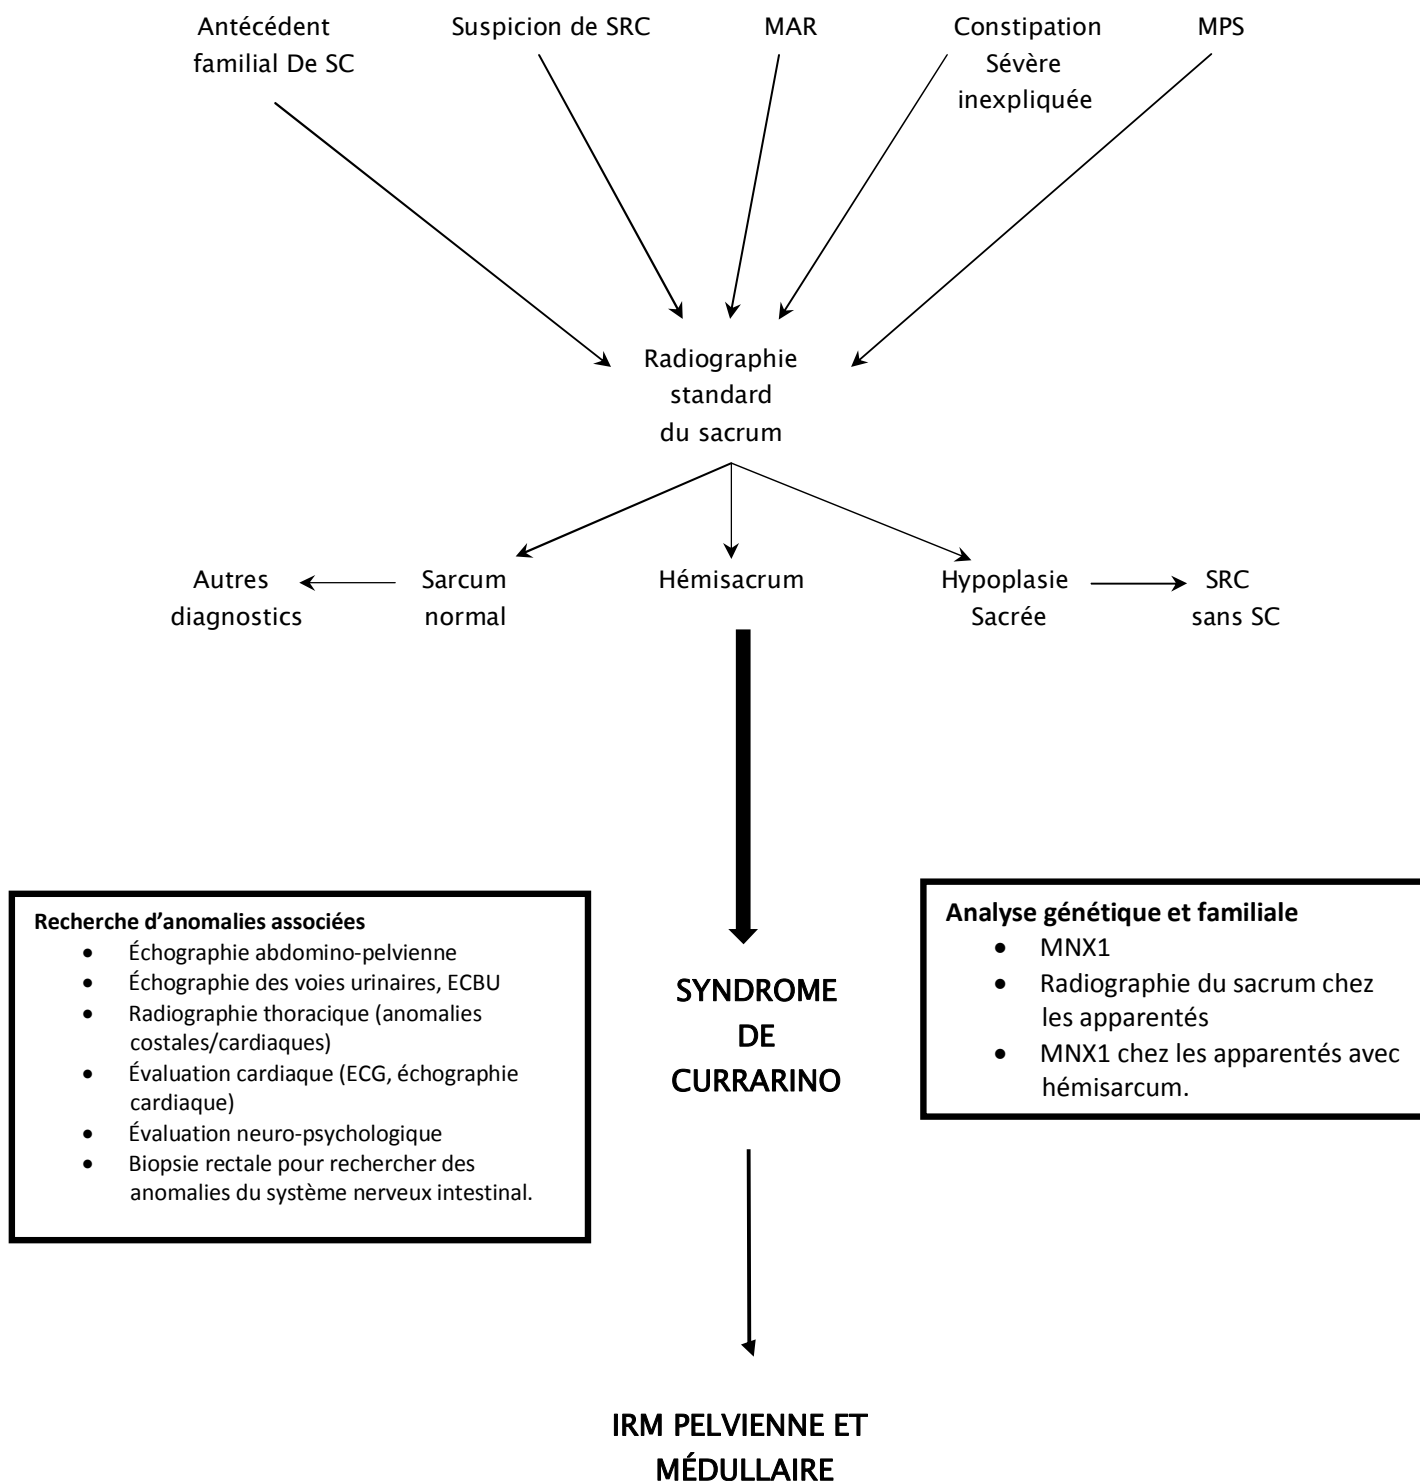 Antécédent
familial De SC
Suspicion de SRC
MAR
Constipation
Sévère
inexpliquée
MPS
Radiographie
standard
du sacrum
Autres
diagnostics
Sarcum
normal
Hémisacrum
Hypoplasie
Sacrée
SRC
sans SC
Recherche d’anomalies associées
• Échographie abdomino-pelvienne
• Échographie des voies urinaires, ECBU
• Radiographie thoracique (anomalies
costales/cardiaques)
• Évaluation cardiaque (ECG, échographie
cardiaque)
• Évaluation neuro-psychologique
• Biopsie rectale pour rechercher des
anomalies du système nerveux intestinal.
SYNDROME
DE
CURRARINO
Analyse génétique et familiale
• MNX1
• Radiographie du sacrum chez
les apparentés
• MNX1 chez les apparentés avec
hémisarcum.
IRM PELVIENNE ET
MÉDULLAIRE